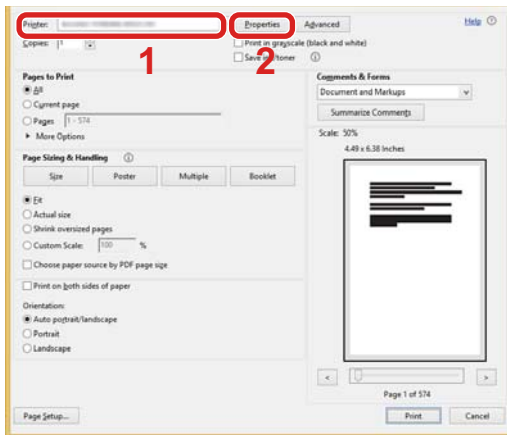 Printer: Properties Advanced Help
Copies: 1 Print in grayscale (black and white)
1 2
Save ink/toner
Pages to Print Comments & Forms
All Document and Markups
Current page Summarize Comments
Pages 1 - 574
More Options Scale: 50%
4.49 x 6.38 Inches
Page Sizing & Handling
Size Poster Multiple Booklet
Fit
Actual size
Shrink oversized pages
Custom Scale: 100 %
Choose paper source by PDF page size
Print on both sides of paper
Orientation:
Auto portrait/landscape
Portrait
Landscape
< >
Page 1 of 574
Page Setup... Print Cancel